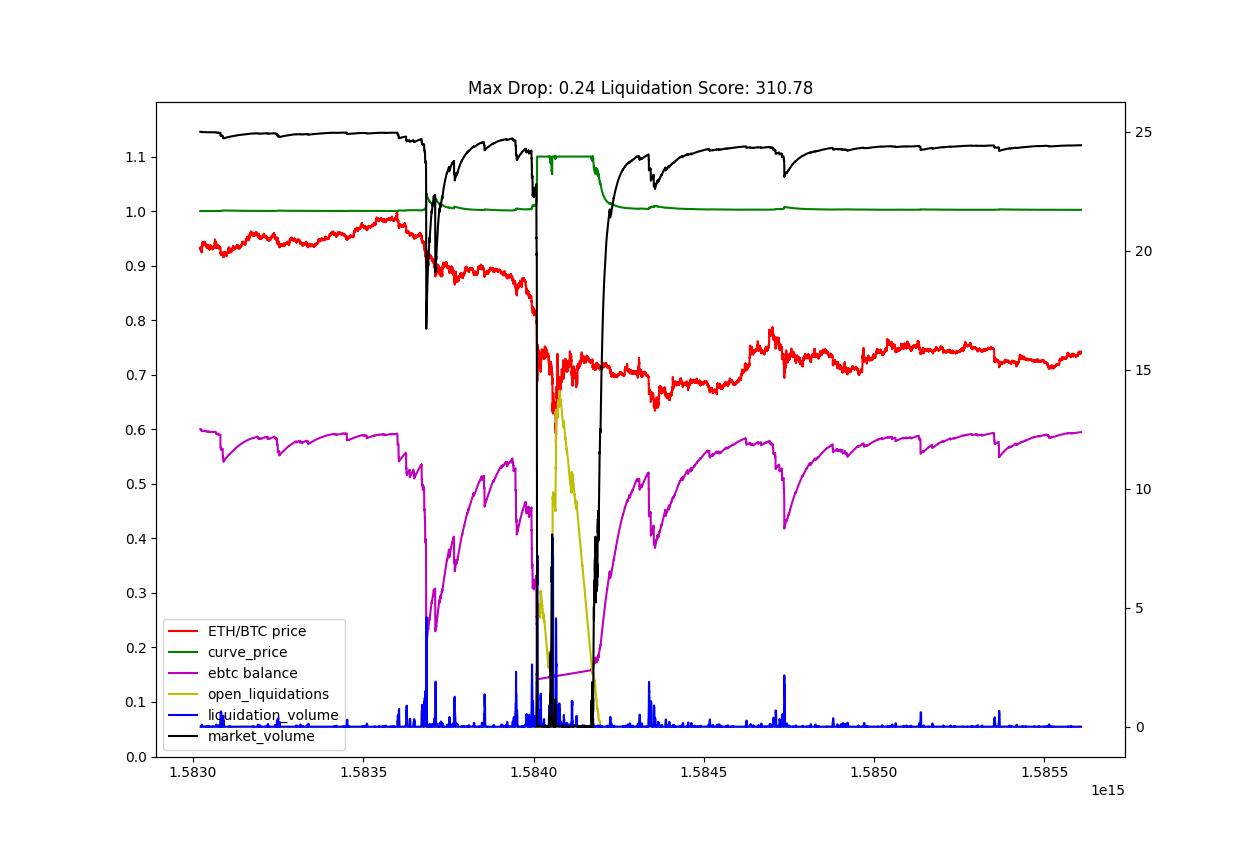 Max Drop: 0.24 Liquidation Score: 310.78
1.1
1.0
0.9
0.8
0.7
0.6
0.5
0.4
0.3
0.2
0.1
0.0
25
20
15
10
5
0
ETH/BTC price
curve_price
ebtc balance
open_liquidations
liquidation_volume
market_volume
1.5830 1.5835 1.5840 1.5845 1.5850 1.5855
1e15